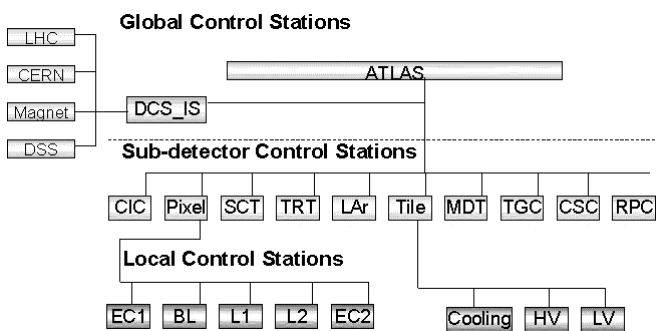 Global Control Stations
LHC
CERN
ATLAS
Magnet
DCS_IS
DSS
Sub-detector Control Stations
CIC Pixel SCT TRT LAr Tile MDT TGC CSC RPC
Local Control Stations
EC1 BL L1 L2 EC2 Cooling HV LV